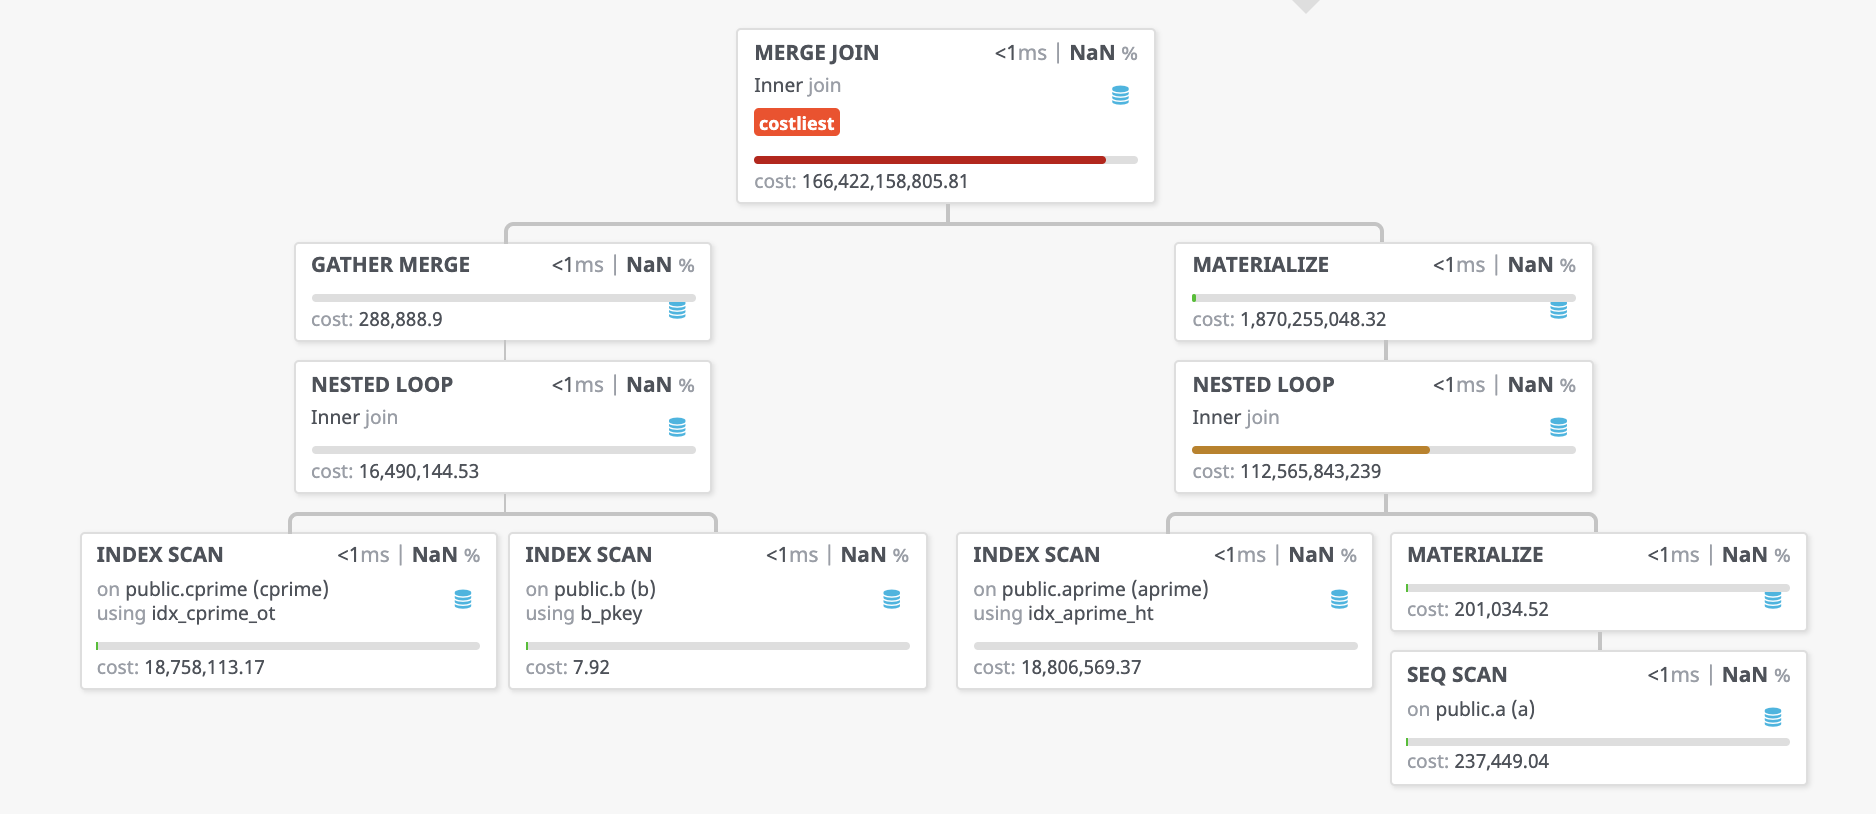 MERGE JOIN <1ms | NaN %
Inner join
costliest
cost: 166,422,158,805.81
GATHER MERGE <1ms | NaN %
cost: 288,888.9
MATERIALIZE <1ms | NaN %
cost: 1,870,255,048.32
NESTED LOOP <1ms | NaN %
Inner join
cost: 16,490,144.53
NESTED LOOP <1ms | NaN %
Inner join
cost: 112,565,843,239
INDEX SCAN <1ms | NaN %
on public.cprime (cprime)
using idx_cprime_ot
cost: 18,758,113.17
INDEX SCAN <1ms | NaN %
on public.b (b)
using b_pkey
cost: 7.92
INDEX SCAN <1ms | NaN %
on public.aprime (aprime)
using idx_aprime_ht
cost: 18,806,569.37
MATERIALIZE <1ms | NaN %
cost: 201,034.52
SEQ SCAN <1ms | NaN %
on public.a (a)
cost: 237,449.04